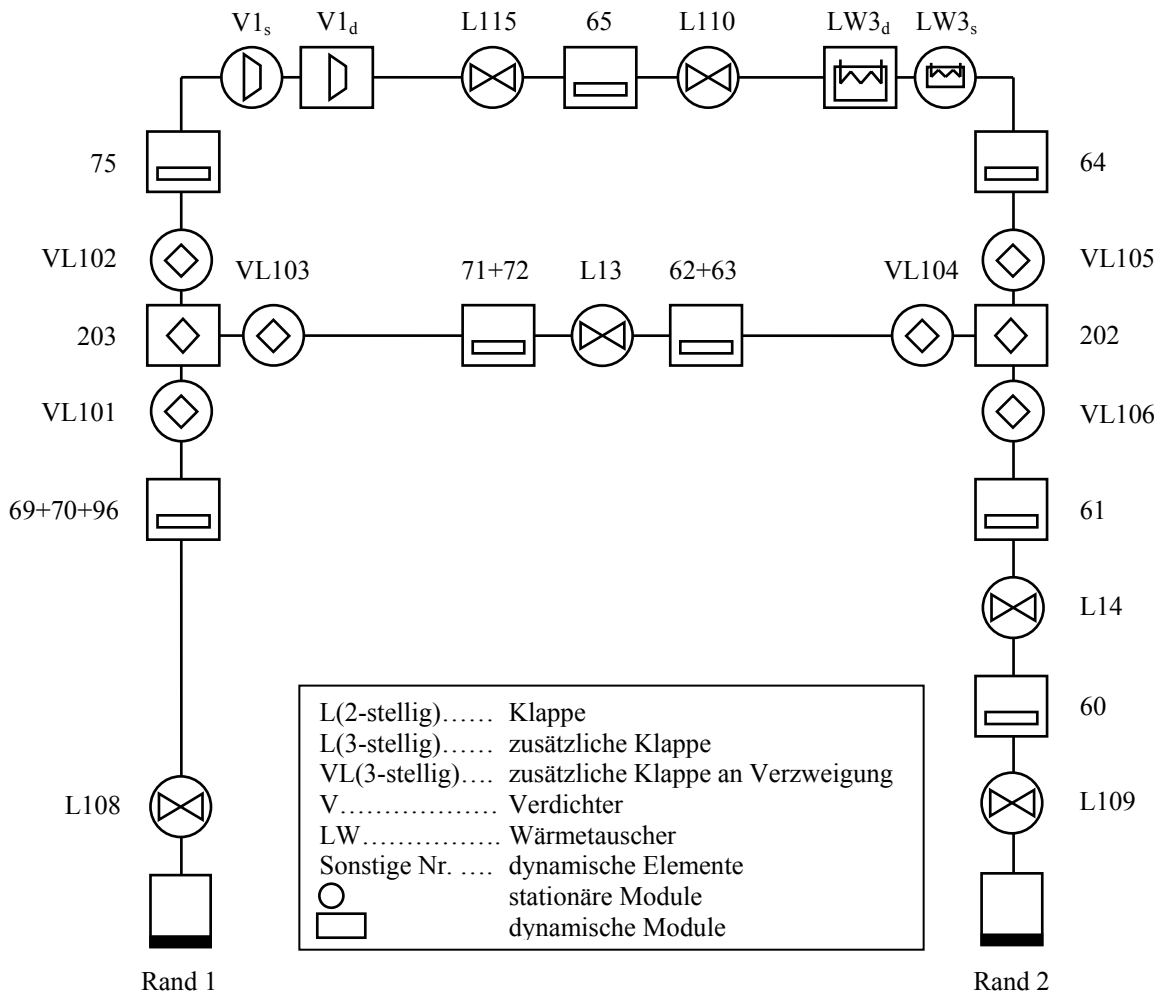 V1s V1d L115 65 L110 LW3d LW3s
75 64
VL102 VL103 71+72 L13 62+63 VL104 VL105
203 202
VL101 VL106
69+70+96 61
L14
60
L108 L109
L(2-stellig)…… Klappe
L(3-stellig)…… zusätzliche Klappe
VL(3-stellig)…. zusätzliche Klappe an Verzweigung
V……………… Verdichter
LW……………. Wärmetauscher
Sonstige Nr. …. dynamische Elemente
stationäre Module
dynamische Module
Rand 1 Rand 2